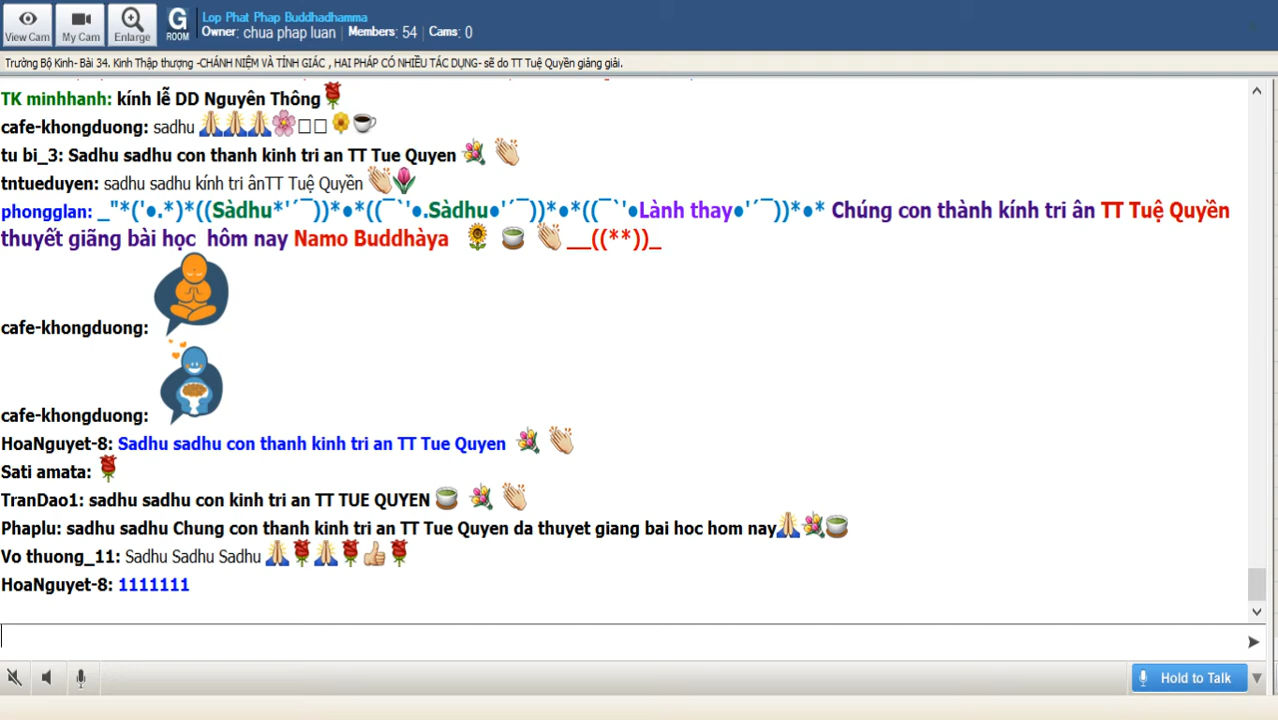 View Cam
My Cam
Enlarge
G
ROOM
Lop Phat Phap Buddhadhamma
Owner: chua phap luan Members: 54 Cams: 0
Trường Bộ Kinh- Bài 34. Kinh Thập thượng -CHÁNH NIỆM VÀ TỈNH GIÁC , HAI PHÁP CÓ NHIỀU TÁC DỤNG- sẽ do TT Tuệ Quyền giảng giải.
TK minhhanh: kính lễ DD Nguyên Thông🌹
cafe-khongduong: sadhu 🙏🙏🙏🌸□□ 🌼☕
tu bi_3: Sadhu sadhu con thanh kinh tri an TT Tue Quyen 💐 👏
tntueduyen: sadhu sadhu kính tri ânTT Tuệ Quyền 👏🌷
phongglan: _"*('●.*)*((Sàdhu*'´¯))*●*((¯`'●.Sàdhu●'´¯))*●*((¯`'●Lành thay●'´¯))*●* Chúng con thành kính tri ân TT Tuệ Quyền
thuyết giãng bài học hôm nay Namo Buddhàya 🌻 🍵 👏 __((**))_
cafe-khongduong:
cafe-khongduong:
HoaNguyet-8: Sadhu sadhu con thanh kinh tri an TT Tue Quyen 💐 👏
Sati amata: 🌹
TranDao1: sadhu sadhu con kinh tri an TT TUE QUYEN 🍵 💐 👏
Phaplu: sadhu sadhu Chung con thanh kinh tri an TT Tue Quyen da thuyet giang bai hoc hom nay🙏💐🍵
Vo thuong_11: Sadhu Sadhu Sadhu 🙏🌹🙏🌹👍🌹
HoaNguyet-8: 1111111
Hold to Talk